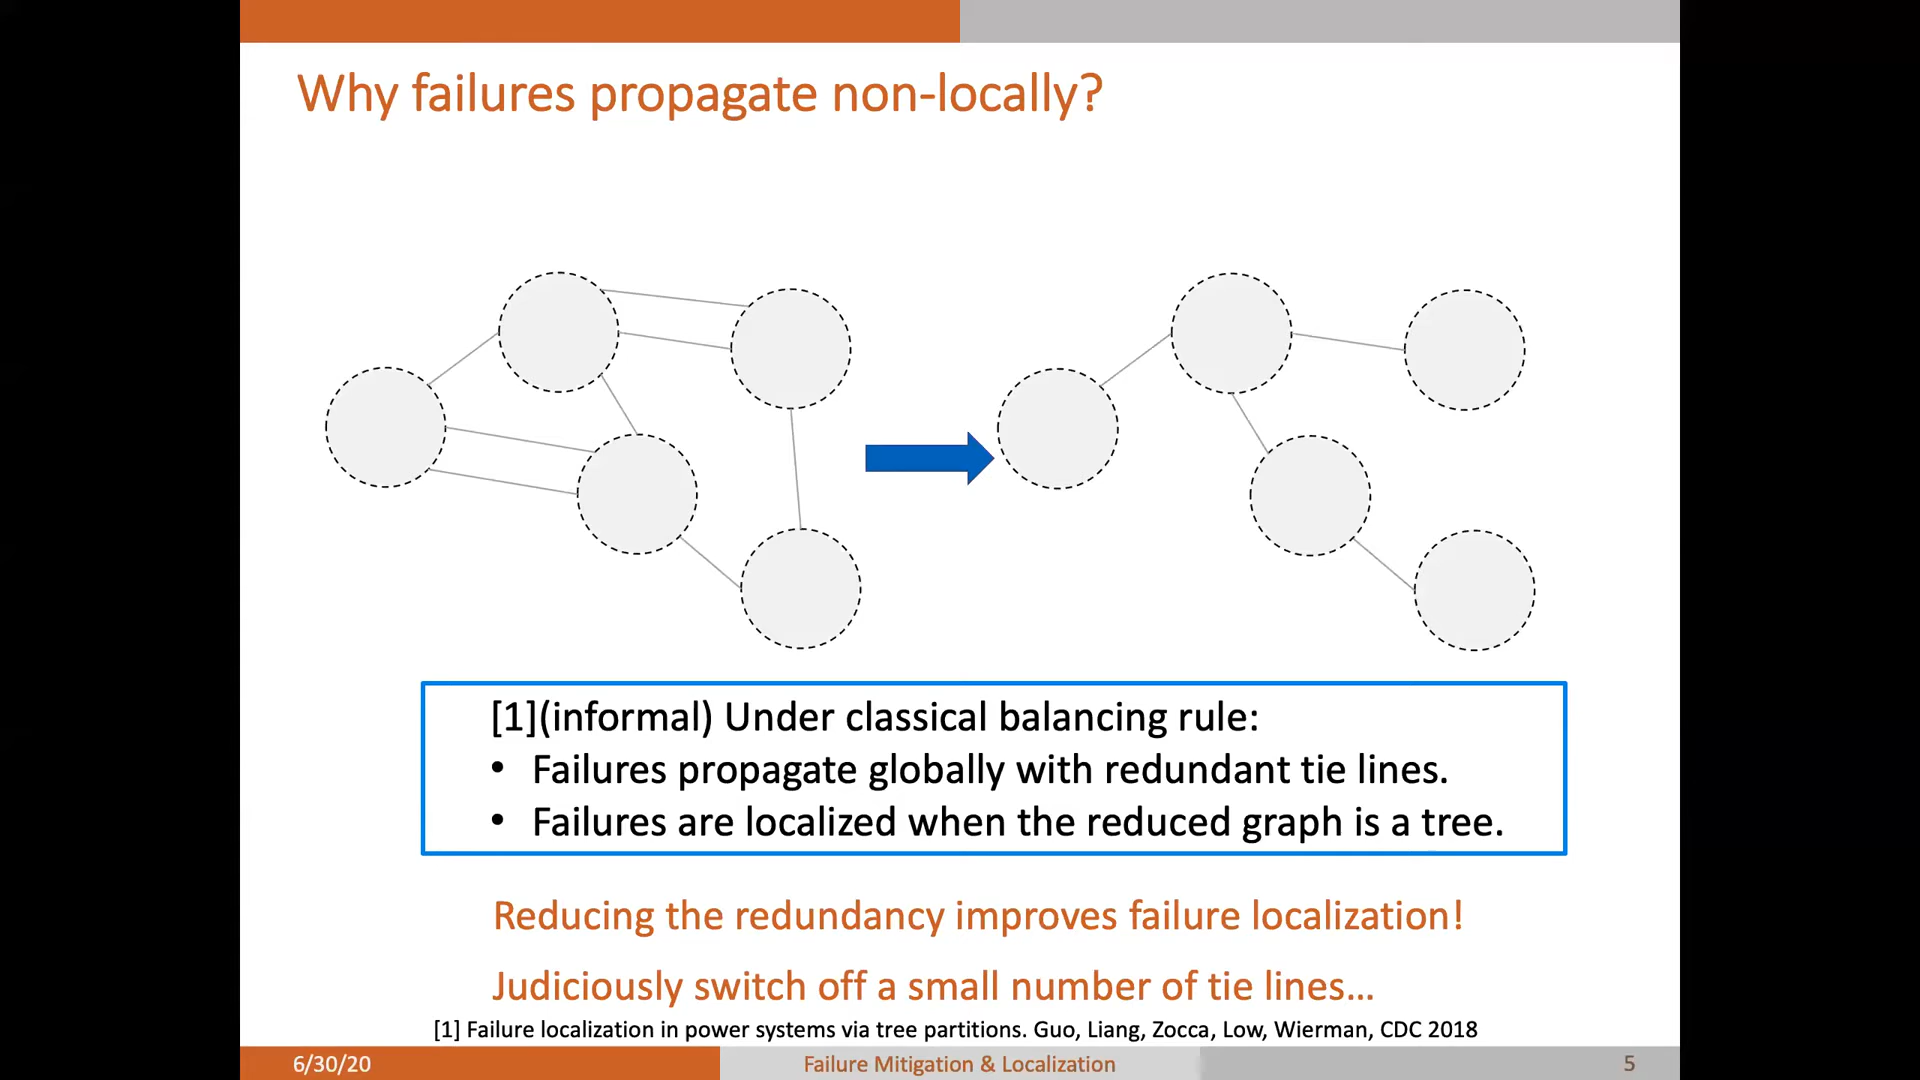 Why failures propagate non-locally?
[1](informal) Under classical balancing rule:
• Failures propagate globally with redundant tie lines.
• Failures are localized when the reduced graph is a tree.
Reducing the redundancy improves failure localization!
Judiciously switch off a small number of tie lines...
[1] Failure localization in power systems via tree partitions. Guo, Liang, Zocca, Low, Wierman, CDC 2018
6/30/20
Failure Mitigation & Localization
5